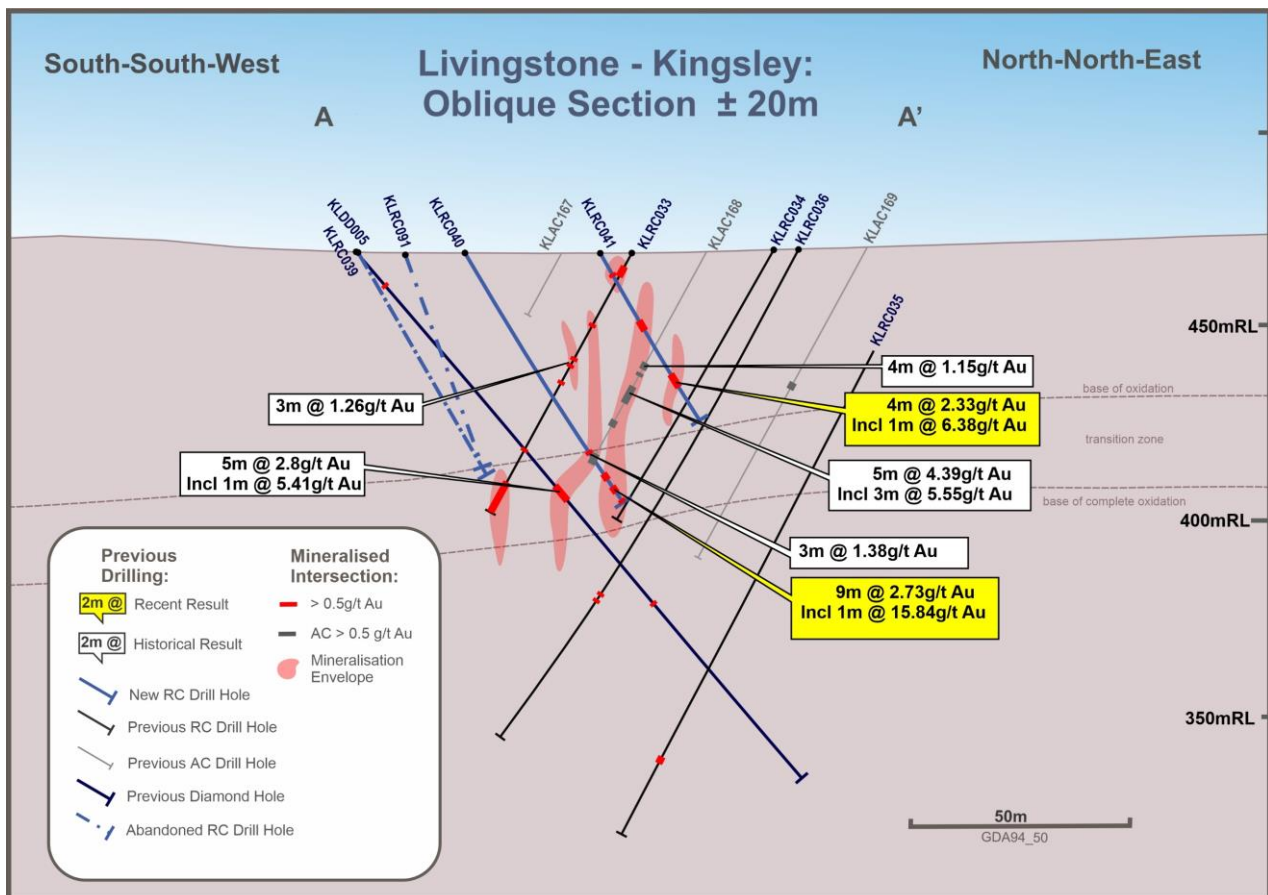 South-South-West
Livingstone - Kingsley:
Oblique Section ± 20m
North-North-East
A
A'
KLDD005
KLRC039
KLRC091
KLRC040
KLAC167
KLRC041
KLRC033
KLAC168
KLRC034
KLRC036
KLAC169
KLRC035
450mRL
base of oxidation
4m @ 1.15g/t Au
3m @ 1.26g/t Au
4m @ 2.33g/t Au
Incl 1m @ 6.38g/t Au
transition zone
5m @ 2.8g/t Au
Incl 1m @ 5.41g/t Au
5m @ 4.39g/t Au
Incl 3m @ 5.55g/t Au
base of complete oxidation
400mRL
3m @ 1.38g/t Au
9m @ 2.73g/t Au
Incl 1m @ 15.84g/t Au
350mRL
Previous
Drilling:
2m @
Recent Result
2m @
Historical Result
New RC Drill Hole
Previous RC Drill Hole
Previous AC Drill Hole
Previous Diamond Hole
Abandoned RC Drill Hole
Mineralised
Intersection:
> 0.5g/t Au
AC > 0.5 g/t Au
Mineralisation
Envelope
50m
GDA94_50